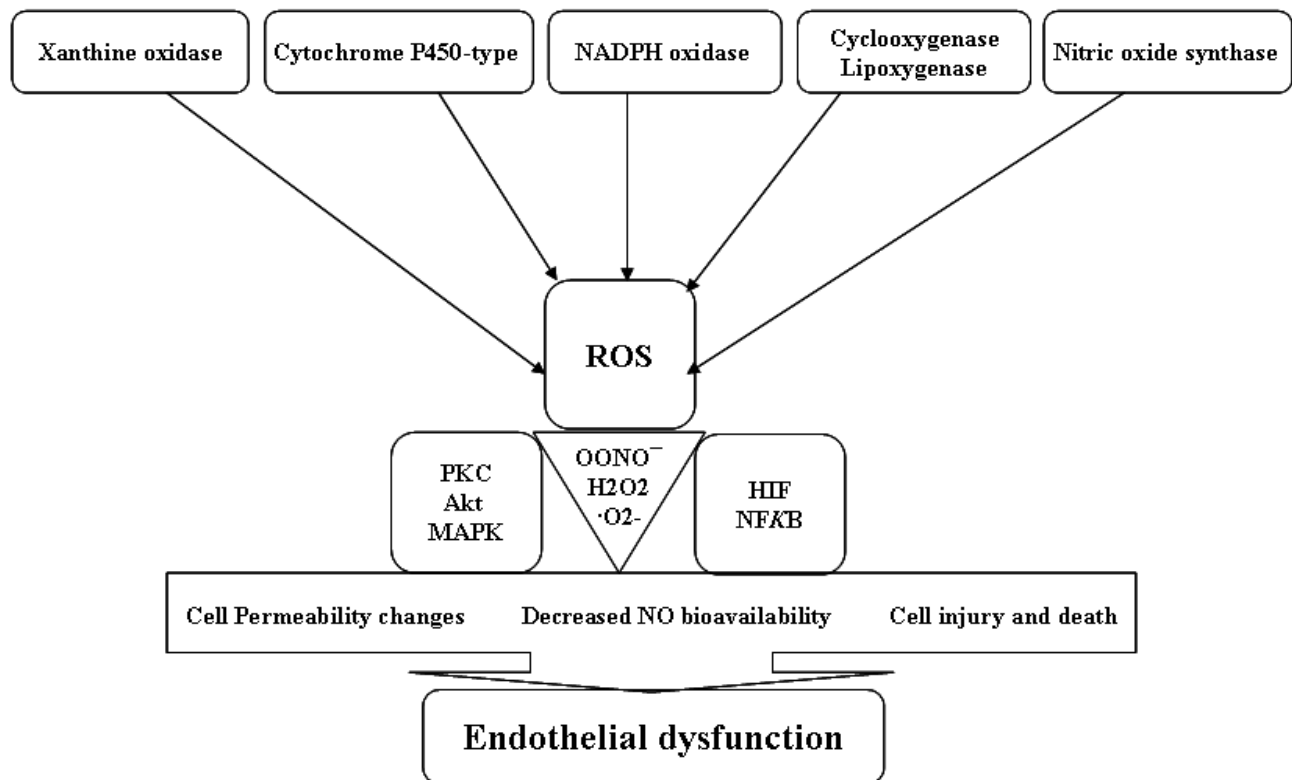 Xanthine oxidase
Cytochrome P450-type
NADPH oxidase
Cyclooxygenase
Lipoxygenase
Nitric oxide synthase
ROS
PKC
Akt
MAPK
OONO¯
H2O2
·O2-
HIF
NFKB
Cell Permeability changes
Decreased NO bioavailability
Cell injury and death
Endothelial dysfunction